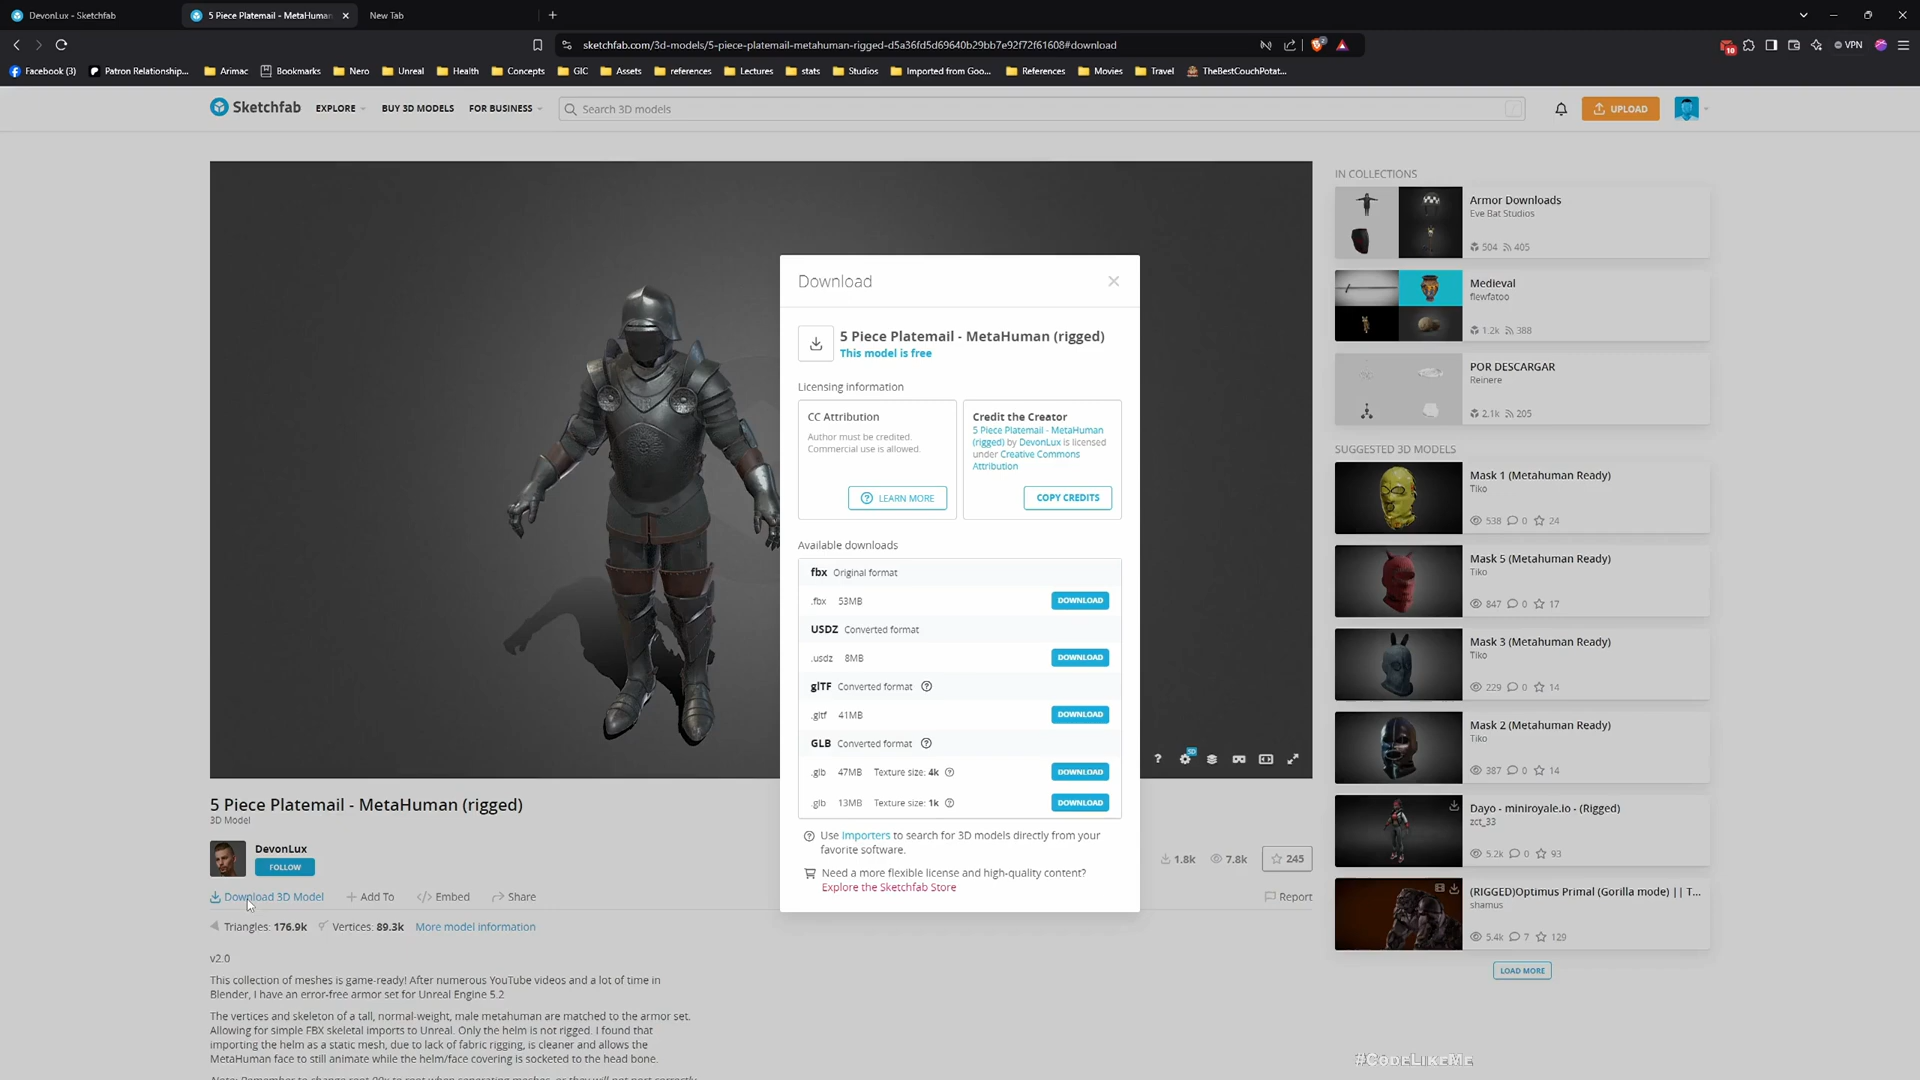 DevonLux - Sketchfab
5 Piece Platemail - MetaHuman
New Tab
sketchfab.com/3d-models/5-piece-platemail-metahuman-rigged-d5a36fd5d69640b29bb7e92f72f61608#download
VPN
Facebook (3)
Patron Relationship...
Arimac
Bookmarks
Nero
Unreal
Health
Concepts
GIC
Assets
references
Lectures
stats
Studios
Imported from Goo...
References
Movies
Travel
TheBestCouchPotat...
Sketchfab
EXPLORE
BUY 3D MODELS
FOR BUSINESS
Search 3D models
UPLOAD
Download
5 Piece Platemail - MetaHuman (rigged)
This model is free
Licensing information
CC Attribution
Author must be credited.
Commercial use is allowed.
LEARN MORE
Credit the Creator
5 Piece Platemail - MetaHuman
(rigged) by DevonLux is licensed
under Creative Commons
Attribution
COPY CREDITS
Available downloads
fbx Original format
.fbx 53MB DOWNLOAD
USDZ Converted format
.usdz 8MB DOWNLOAD
glTF Converted format
.gltf 41MB DOWNLOAD
GLB Converted format
.glb 47MB Texture size: 4k DOWNLOAD
.glb 13MB Texture size: 1k DOWNLOAD
Use Importers to search for 3D models directly from your
favorite software.
Need a more flexible license and high-quality content?
Explore the Sketchfab Store
5 Piece Platemail - MetaHuman (rigged)
3D Model
DevonLux
FOLLOW
1.8k 7.8k 245
Download 3D Model Add To Embed Share Report
Triangles: 176.9k Vertices: 89.3k More model information
v2.0
This collection of meshes is game-ready! After numerous YouTube videos and a lot of time in
Blender, I have an error-free armor set for Unreal Engine 5.2
The vertices and skeleton of a tall, normal-weight, male metahuman are matched to the armor set.
Allowing for simple FBX skeletal imports to Unreal. Only the helm is not rigged. I found that
importing the helm as a static mesh, due to lack of fabric rigging, is cleaner and allows the
MetaHuman face to still animate while the helm/face covering is socketed to the head bone.
IN COLLECTIONS
Armor Downloads
Eve Bat Studios
504 405
Medieval
flewfatoo
1.2k 388
POR DESCARGAR
Reinere
2.1k 205
SUGGESTED 3D MODELS
Mask 1 (Metahuman Ready)
Tiko
538 0 24
Mask 5 (Metahuman Ready)
Tiko
847 0 17
Mask 3 (Metahuman Ready)
Tiko
229 0 14
Mask 2 (Metahuman Ready)
Tiko
387 0 14
Dayo - miniroyale.io - (Rigged)
zct_33
5.2k 0 93
(RIGGED)Optimus Primal (Gorilla mode) || T...
shamus
5.4k 7 129
LOAD MORE
#CodeLikeMe